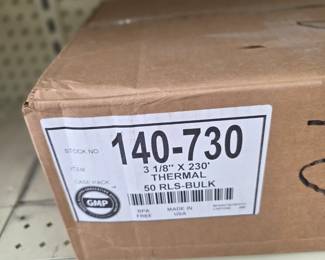 STOCK NO.
140-730
ITEM
3 1/8" X 230'
THERMAL
CASE PACK
50 RLS-BULK
GMP
BPA
FREE
MADE IN
USA